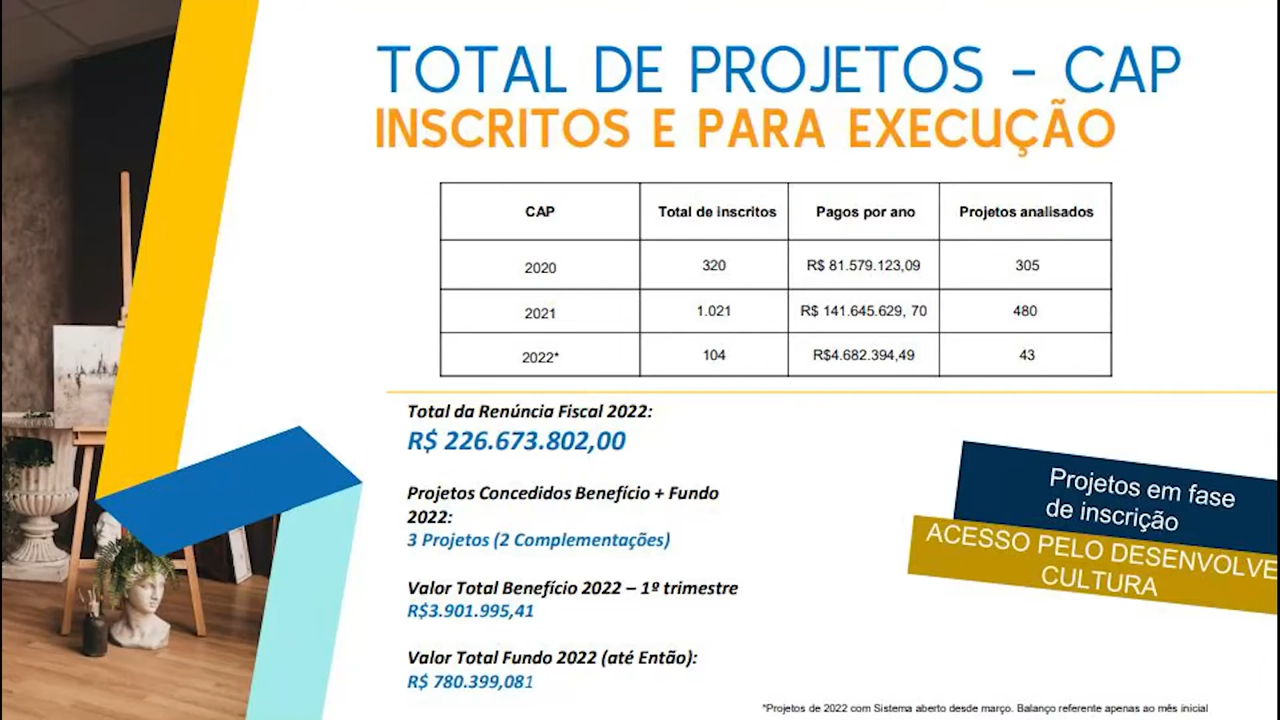 TOTAL DE PROJETOS - CAP
INSCRITOS E PARA EXECUÇÃO
CAP Total de inscritos Pagos por ano Projetos analisados
2020 320 R$ 81.579.123,09 305
2021 1.021 R$ 141.645.629, 70 480
2022* 104 R$4.682.394,49 43
Total da Renúncia Fiscal 2022:
R$ 226.673.802,00
Projetos Concedidos Benefício + Fundo
2022:
3 Projetos (2 Complementações)
Valor Total Benefício 2022 – 1º trimestre
R$3.901.995,41
Valor Total Fundo 2022 (até Então):
R$ 780.399,081
Projetos em fase
de inscrição
ACESSO PELO DESENVOLVE
CULTURA
*Projetos de 2022 com Sistema aberto desde março. Balanço referente apenas ao mês inicial